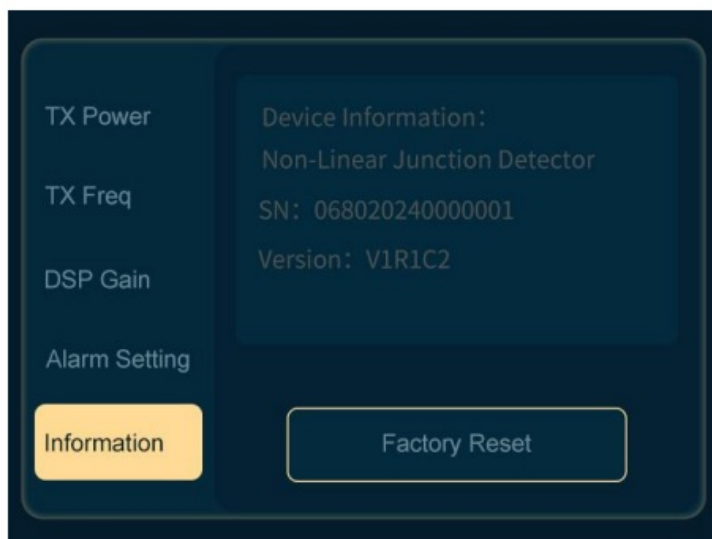 TX Power
TX Freq
DSP Gain
Alarm Setting
Information
Device Information：
Non-Linear Junction Detector
SN：068020240000001
Version：V1R1C2
Factory Reset